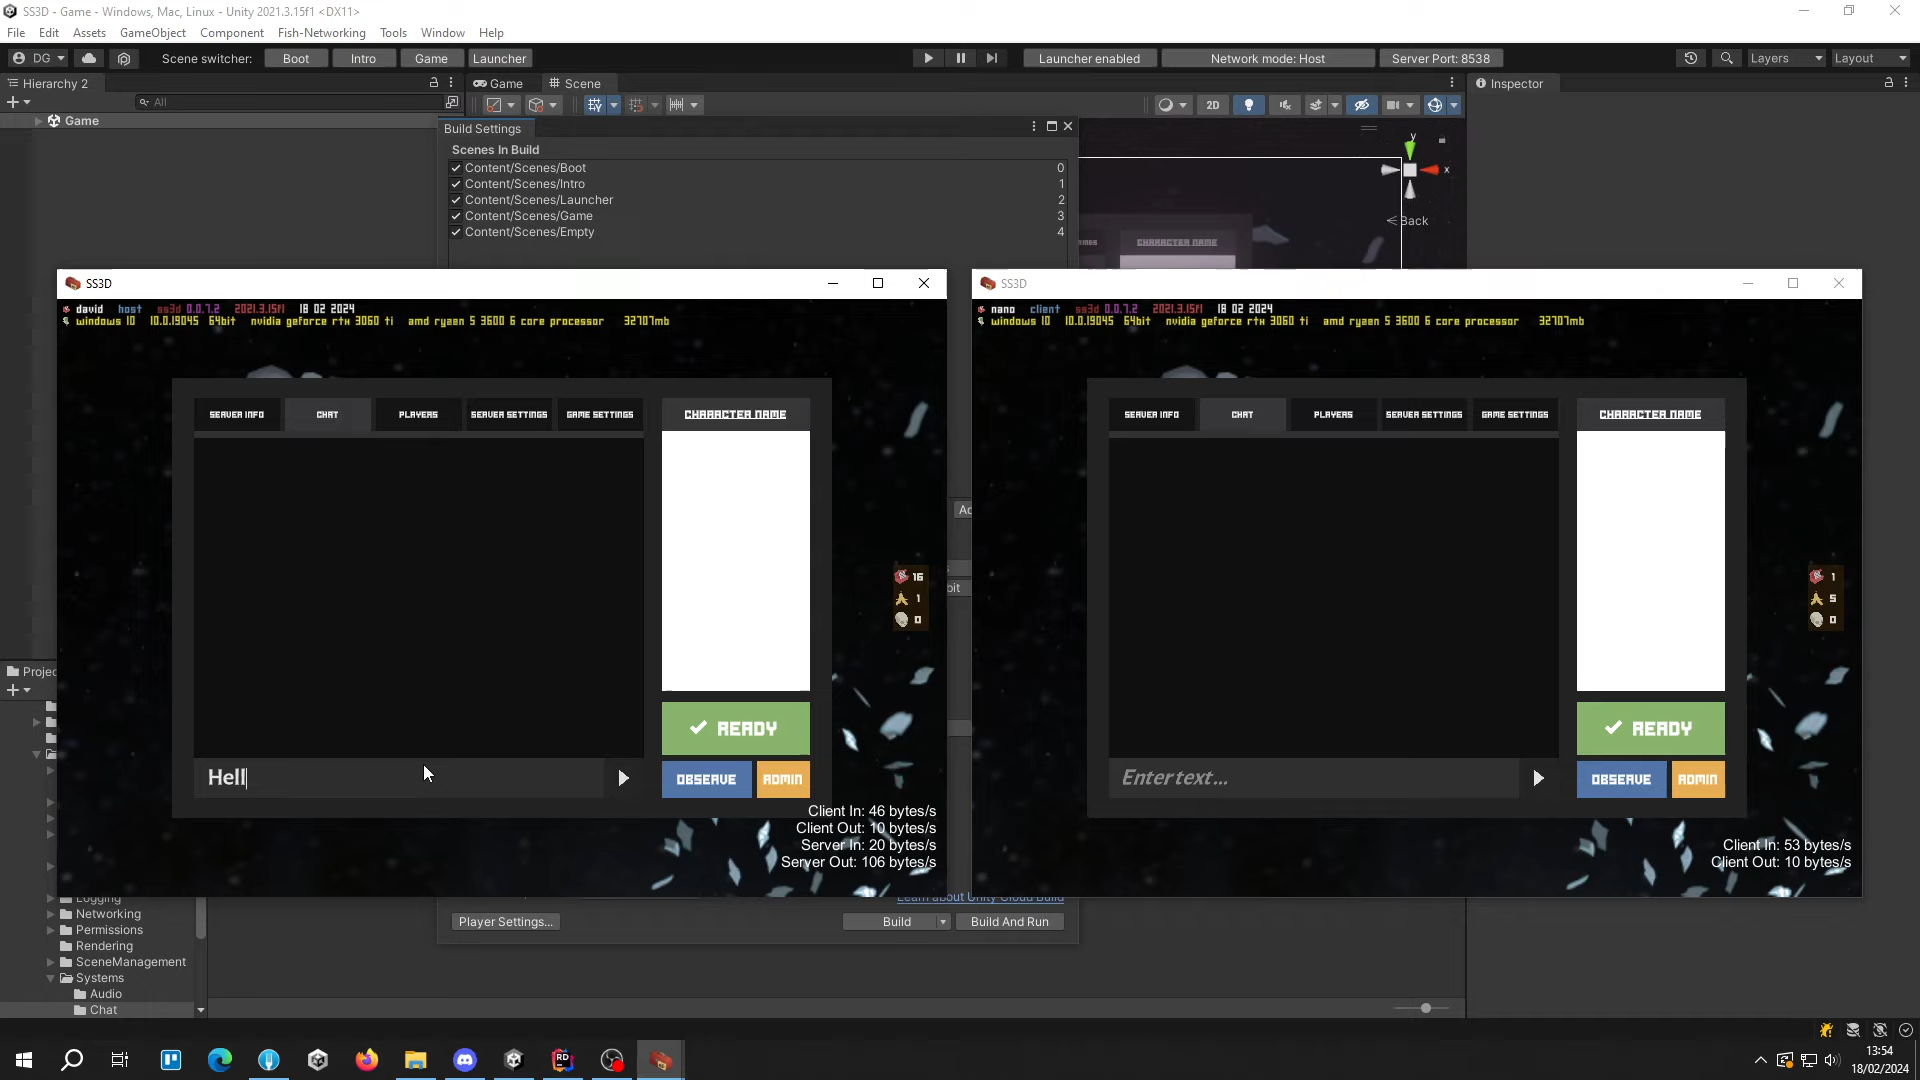 SS3D - Game - Windows, Mac, Linux - Unity 2021.3.15f1 <DX11>
File Edit Assets GameObject Component Tools Fish-Networking Window Help
DG Scene switcher: Boot Intro Game Launcher Launcher enabled Network mode: Host Server Port: 8538 Layers Layout
Hierarchy 2 Game Scene Inspector
All 2D
Game
Build Settings
Scenes In Build
Content/Scenes/Boot 0
Content/Scenes/Intro 1
Content/Scenes/Launcher 2
Content/Scenes/Game 3
Content/Scenes/Empty 4
y
x
Back
CHARACTER NAME
SS3D
david host ss3d 0.0.7.2 2021.3.15f1 18 02 2024
windows 10 10.0.19045 64bit nvidia geforce rtx 3060 ti amd ryzen 5 3600 6 core processor 32707mb
SERVER INFO CHAT PLAYERS SERVER SETTINGS GAME SETTINGS CHARACTER NAME
16
1
0
READY
Hell
OBSERVE ADMIN
Client In: 46 bytes/s
Client Out: 10 bytes/s
Server In: 20 bytes/s
Server Out: 106 bytes/s
SS3D
nano client ss3d 0.0.7.2 2021.3.15f1 18 02 2024
windows 10 10.0.19045 64bit nvidia geforce rtx 3060 ti amd ryzen 5 3600 6 core processor 32707mb
SERVER INFO CHAT PLAYERS SERVER SETTINGS GAME SETTINGS CHARACTER NAME
1
5
0
READY
Enter text...
OBSERVE ADMIN
Client In: 53 bytes/s
Client Out: 10 bytes/s
Learn about Unity Cloud Build
Player Settings... Build Build And Run
Projec
Logging
Networking
Permissions
Rendering
SceneManagement
Systems
Audio
Chat
13:54
18/02/2024